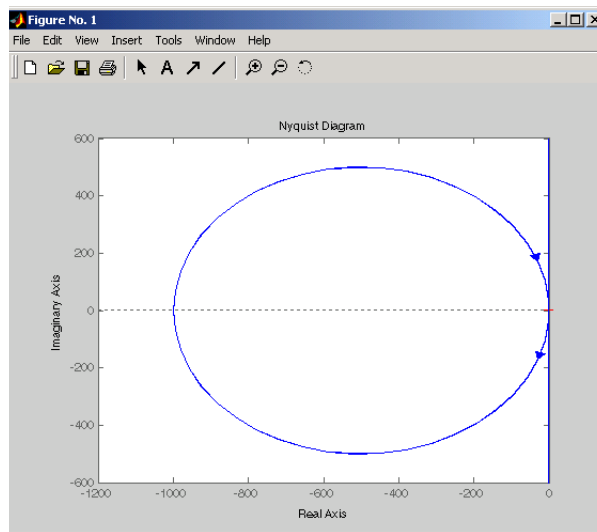 Figure No. 1
File Edit View Insert Tools Window Help
A
Nyquist Diagram
600
400
200
0
-200
-400
-600
Imaginary Axis
-1200 -1000 -800 -600 -400 -200 0
Real Axis